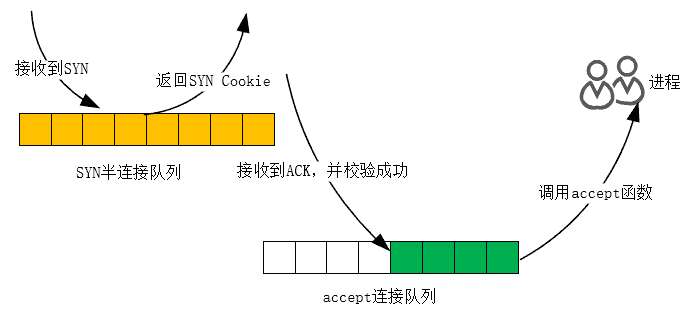 接收到SYN
返回SYN Cookie
进程
SYN半连接队列
接收到ACK，并校验成功
调用accept函数
accept连接队列